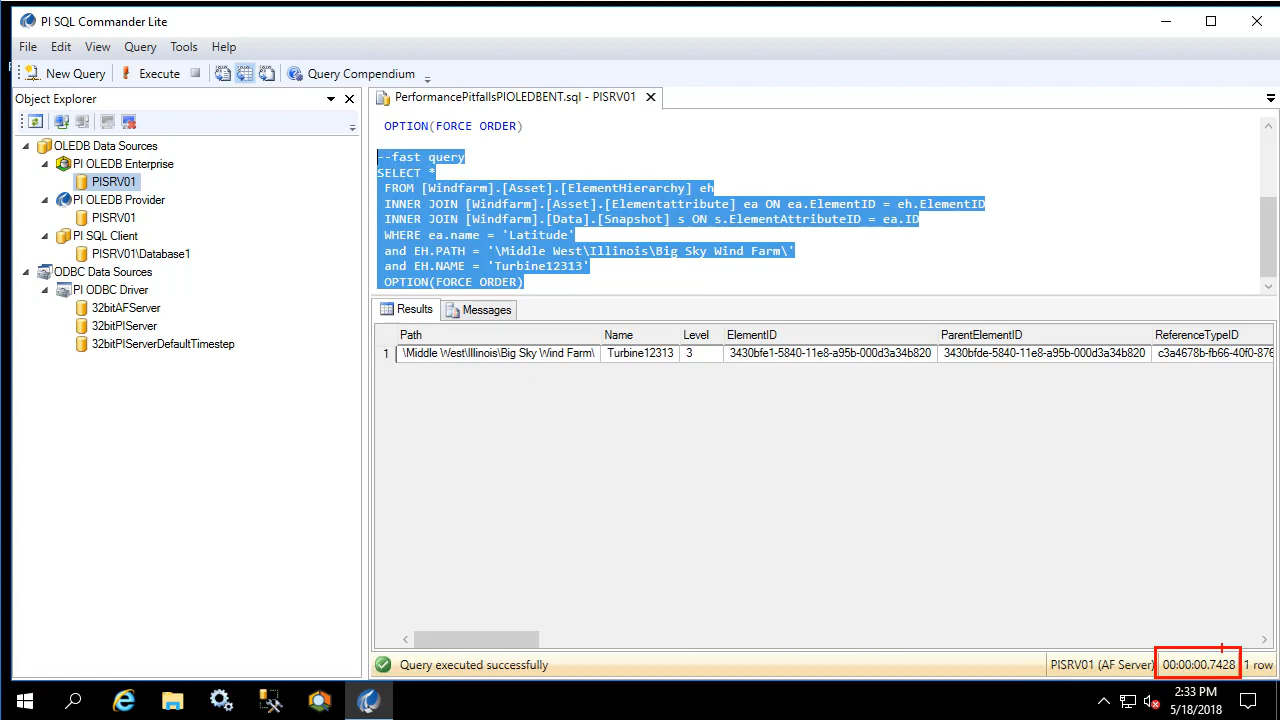 PI SQL Commander Lite
File Edit View Query Tools Help
New Query Execute Query Compendium
Object Explorer
OLEDB Data Sources
PI OLEDB Enterprise
PISRV01
PI OLEDB Provider
PISRV01
PI SQL Client
PISRV01\Database1
ODBC Data Sources
PI ODBC Driver
32bitAFServer
32bitPIServer
32bitPIServerDefaultTimestep
PerformancePitfallsPIOLEDBENT.sql - PISRV01
OPTION(FORCE ORDER)
--fast query
SELECT *
FROM [Windfarm].[Asset].[ElementHierarchy] eh
INNER JOIN [Windfarm].[Asset].[Elementattribute] ea ON ea.ElementID = eh.ElementID
INNER JOIN [Windfarm].[Data].[Snapshot] s ON s.ElementAttributeID = ea.ID
WHERE ea.name = 'Latitude'
and EH.PATH = '\Middle West\Illinois\Big Sky Wind Farm\'
and EH.NAME = 'Turbine12313'
OPTION(FORCE ORDER)
Results Messages
Path Name Level ElementID ParentElementID ReferenceTypeID
1 \Middle West\Illinois\Big Sky Wind Farm\ Turbine12313 3 3430bfe1-5840-11e8-a95b-000d3a34b820 3430bfde-5840-11e8-a95b-000d3a34b820 c3a4678b-fb66-40f0-876
Query executed successfully PISRV01 (AF Server) 00:00:00.7428 1 row
2:33 PM
5/18/2018